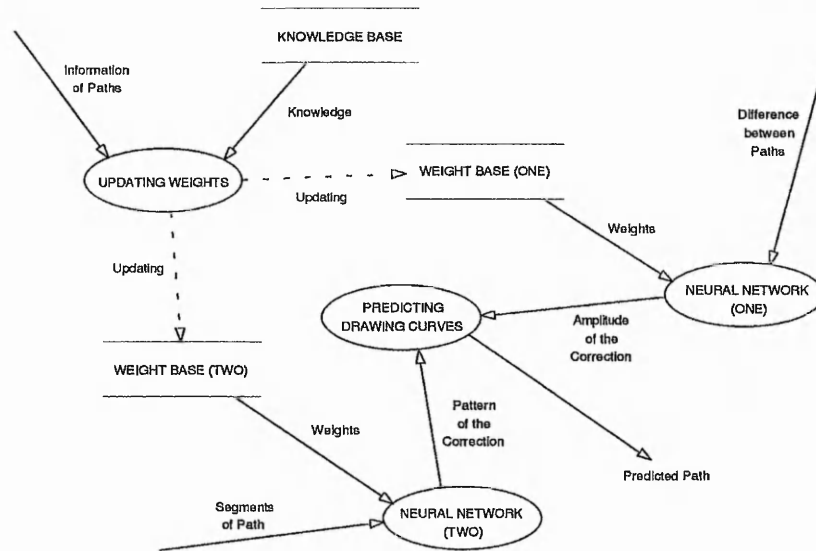 KNOWLEDGE BASE
Information
of Paths
Knowledge
Difference
between
Paths
UPDATING WEIGHTS
Updating
WEIGHT BASE (ONE)
Weights
Updating
NEURAL NETWORK
(ONE)
PREDICTING
DRAWING CURVES
Amplitude
of the
Correction
WEIGHT BASE (TWO)
Weights
Pattern
of the
Correction
Predicted Path
Segments
of Path
NEURAL NETWORK
(TWO)